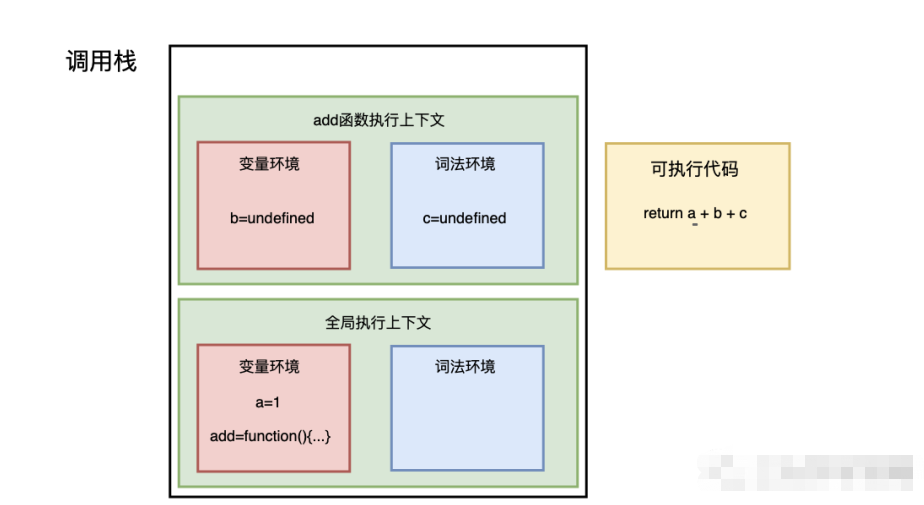 调用栈
add函数执行上下文
变量环境
词法环境
b=undefined
c=undefined
可执行代码
return a + b + c
全局执行上下文
变量环境
词法环境
a=1
add=function(){...}